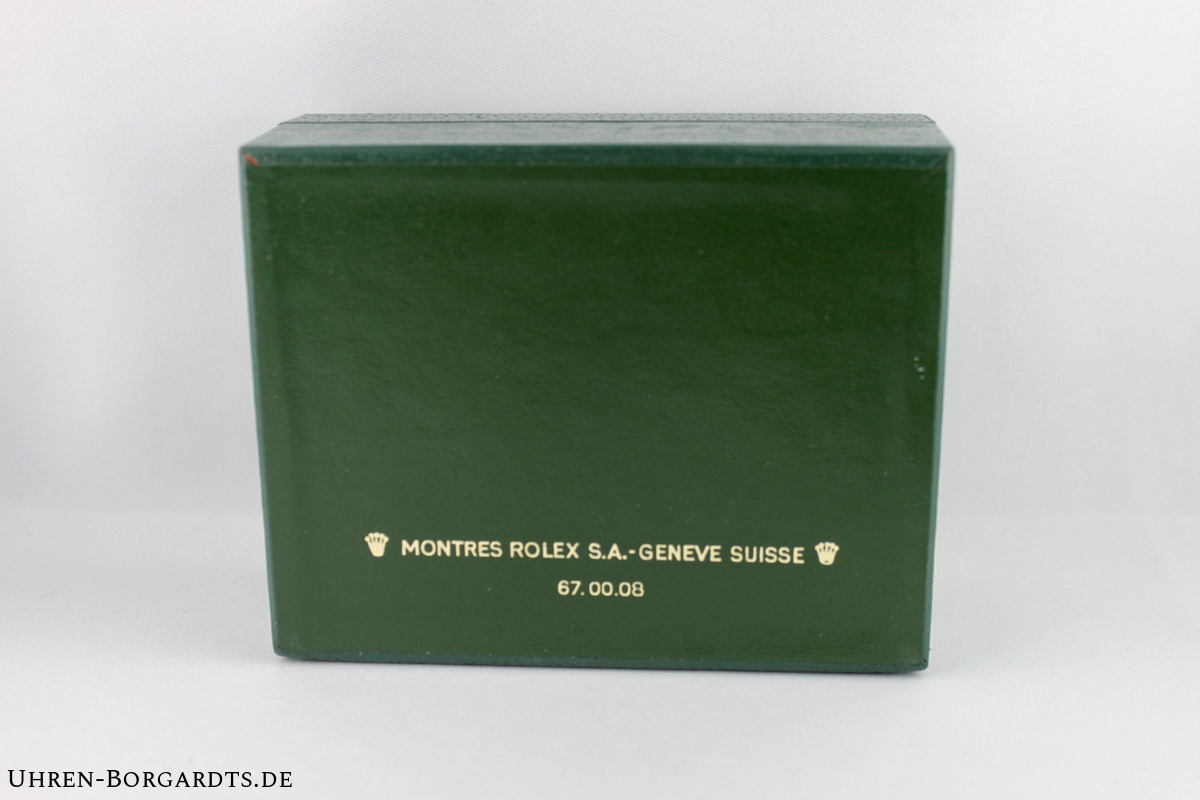 MONTRES ROLEX S.A.-GENEVE SUISSE
67.00.08
UHREN-BORGARDTS.DE